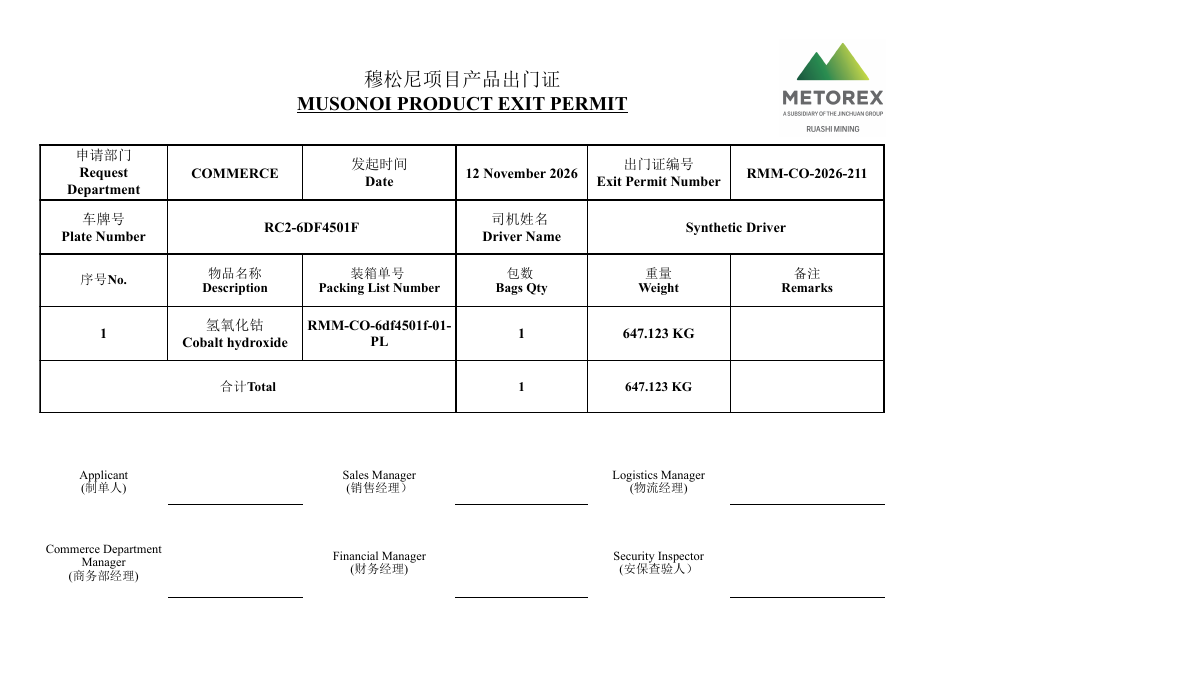 穆松尼项目产品出门证
MUSONOI PRODUCT EXIT PERMIT
METOREX
A SUBSIDIARY OF THE JINCHUAN GROUP
RUASHI MINING
申请部门
Request
Department
COMMERCE
发起时间
Date
12 November 2026
出门证编号
Exit Permit Number
RMM-CO-2026-211
车牌号
Plate Number
RC2-6DF4501F
司机姓名
Driver Name
Synthetic Driver
序号No.
物品名称
Description
装箱单号
Packing List Number
包数
Bags Qty
重量
Weight
备注
Remarks
1
氢氧化钴
Cobalt hydroxide
RMM-CO-6df4501f-01-
PL
1
647.123 KG
合计Total
1
647.123 KG
Applicant
(制单人)
Sales Manager
(销售经理）
Logistics Manager
(物流经理)
Commerce Department
Manager
(商务部经理)
Financial Manager
(财务经理)
Security Inspector
(安保查验人）